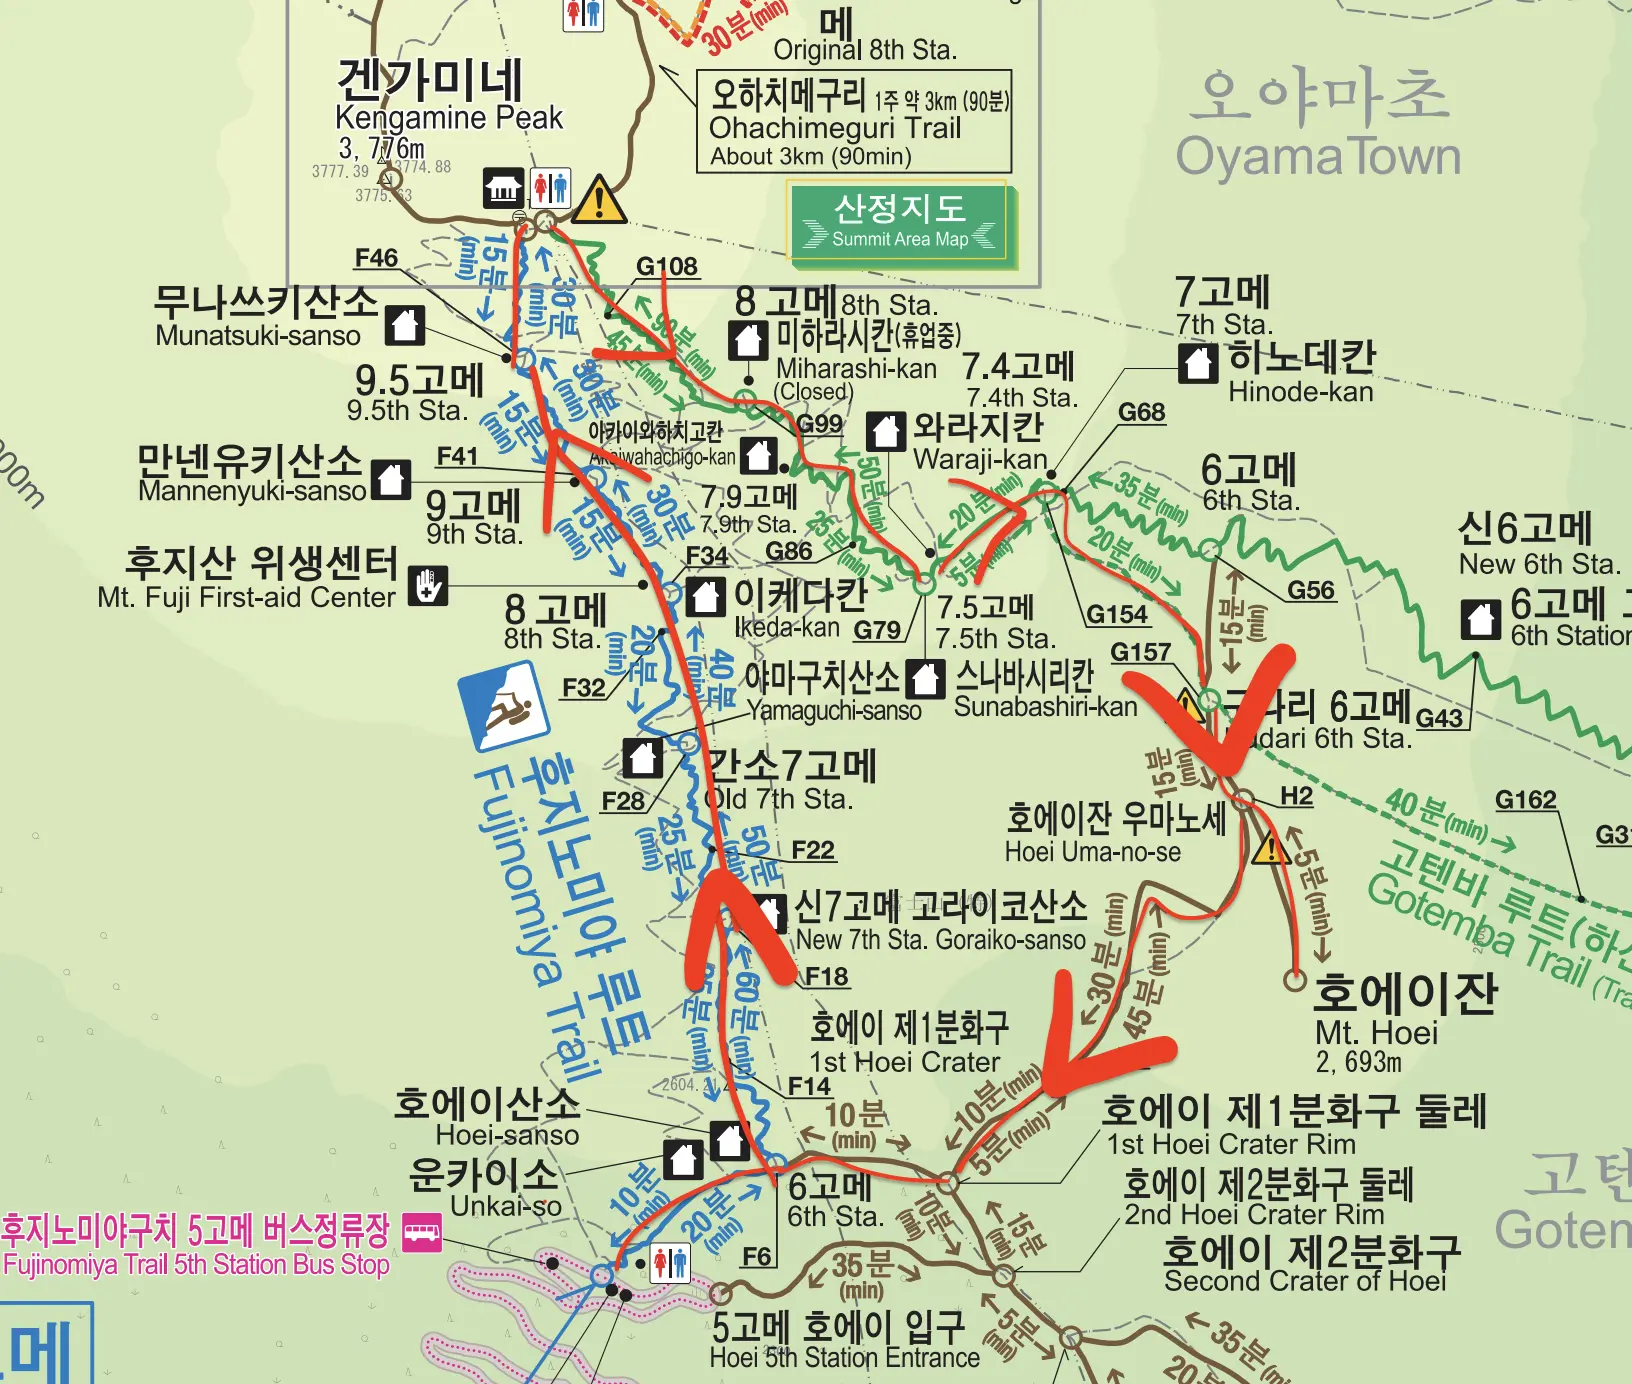 메
Original 8th Sta.
30분(min)
겐가미네
Kengamine Peak
3,776m
3777.39
3774.88
3775.63
오하치메구리 1주 약 3km (90분)
Ohachimeguri Trail
About 3km (90min)
오야마초
Oyama Town
산정지도
Summit Area Map
F46
15분
(min)
30분
(min)
G108
무나쓰키산소
Munatsuki-sanso
9.5고메
9.5th Sta.
8고메 8th Sta.
미하라시칸(휴업중)
Miharashi-kan
(Closed)
90분
(min)
45분
(min)
7고메
7th Sta.
히노데칸
Hinode-kan
7.4고메
7.4th Sta.
G68
와라지칸
Waraji-kan
G99
아카이와하치고칸
Akaiwahachigo-kan
30분
(min)
15분
(min)
만넨유키산소
Mannenyuki-sanso
F41
9고메
9th Sta.
7.9고메
7.9th Sta.
50분
(min)
25분
(min)
G86
20분
(min)
5분
(min)
35분
(min)
20분
(min)
6고메
6th Sta.
신6고메
New 6th Sta.
6고메
6th Station
G56
후지산 위생센터
Mt. Fuji First-aid Center
30분
(min)
15분
(min)
F34
8고메
8th Sta.
이케다칸
Ikeda-kan
G79
7.5고메
7.5th Sta.
G154
G157
15분
(min)
20분
(min)
40분
(min)
F32
야마구치산소
Yamaguchi-sanso
스나바시리칸
Sunabashiri-kan
구다리 6고메
Kudari 6th Sta.
G43
후지노미야 루트
Fujinomiya Trail
간소7고메
Old 7th Sta.
F28
25분
(min)
50분
(min)
F22
15분
(min)
H2
호에이잔 우마노세
Hoei Uma-no-se
5분
(min)
40분(min)
G162
고텐바 루트(하
Gotemba Trail
신7고메 고라이코산소
New 7th Sta. Goraiko-sanso
F18
60분
(min)
30분
(min)
45분
(min)
호에이잔
Mt. Hoei
2,693m
호에이 제1분화구
1st Hoei Crater
F14
호에이산소
Hoei-sanso
운카이소
Unkai-so
10분
(min)
10분
(min)
5분
(min)
호에이 제1분화구 둘레
1st Hoei Crater Rim
호에이 제2분화구 둘레
2nd Hoei Crater Rim
호에이 제2분화구
Second Crater of Hoei
6고메
6th Sta.
F6
10분
(min)
20분
(min)
10분
(min)
15분
후지노미야구치 5고메 버스정류장
Fujinomiya Trail 5th Station Bus Stop
35분
(min)
5고메 호에이 입구
Hoei 5th Station Entrance
5분
(min)
35분
(min)
20분
고텐
Gotem
메